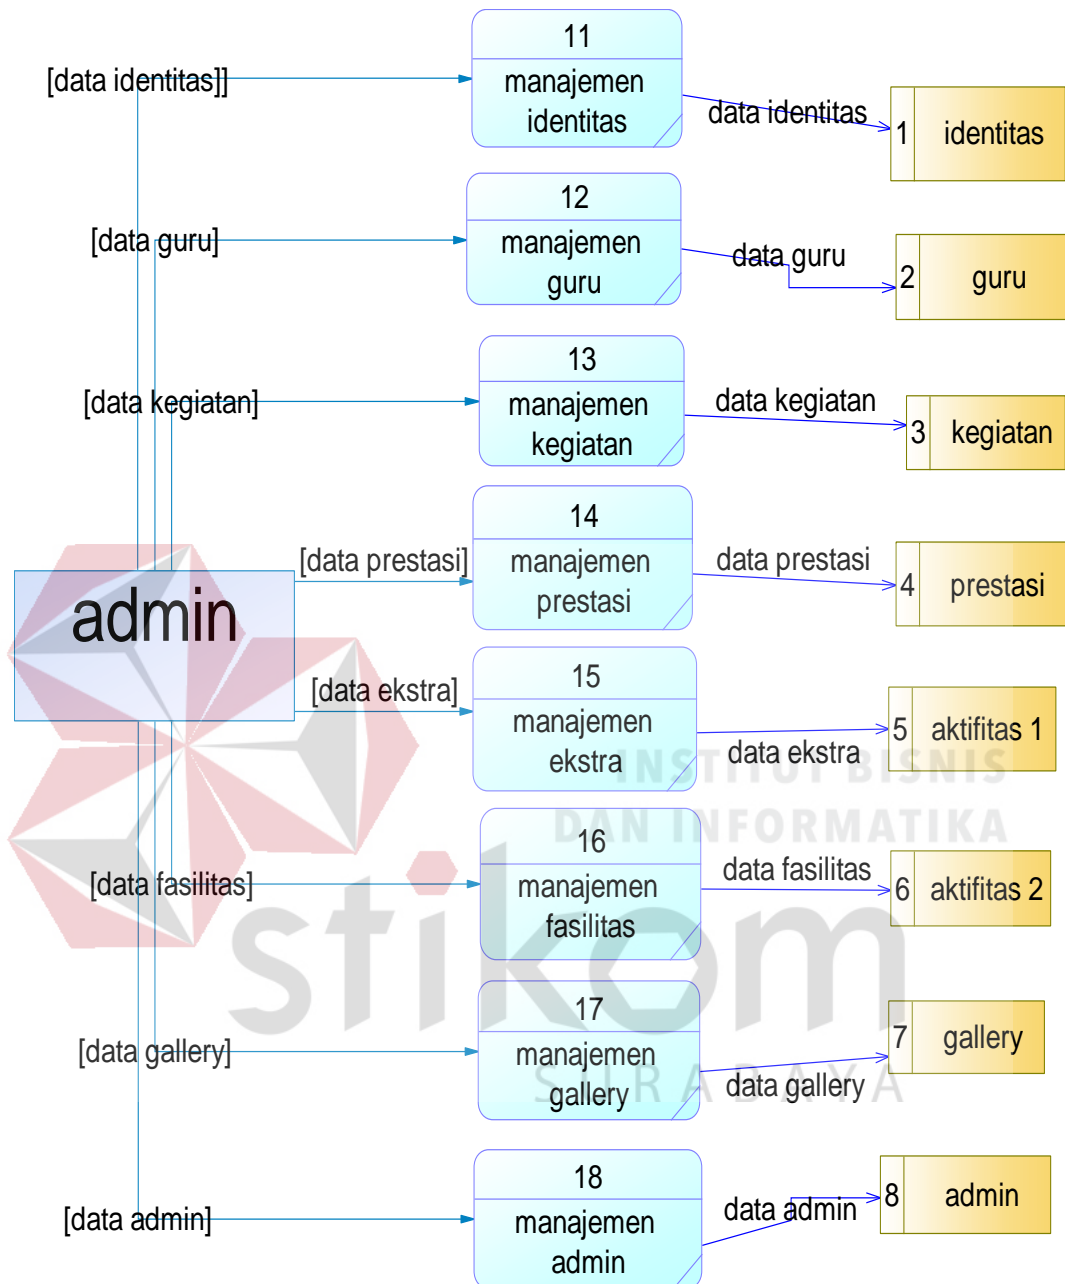 11
[data identitas]]
manajemen
identitas
data identitas
1 identitas
12
[data guru]
manajemen
guru
data guru
2 guru
13
[data kegiatan]
manajemen
kegiatan
data kegiatan
3 kegiatan
14
[data prestasi]
manajemen
prestasi
data prestasi
4 prestasi
admin
15
[data ekstra]
manajemen
ekstra
data ekstra
5 aktifitas 1
INSTITUT BISNIS
DAN INFORMATIKA
16
[data fasilitas]
manajemen
fasilitas
data fasilitas
6 aktifitas 2
stikom
17
[data gallery]
manajemen
gallery
data gallery
7 gallery
SURABAYA
18
[data admin]
manajemen
admin
data admin
8 admin